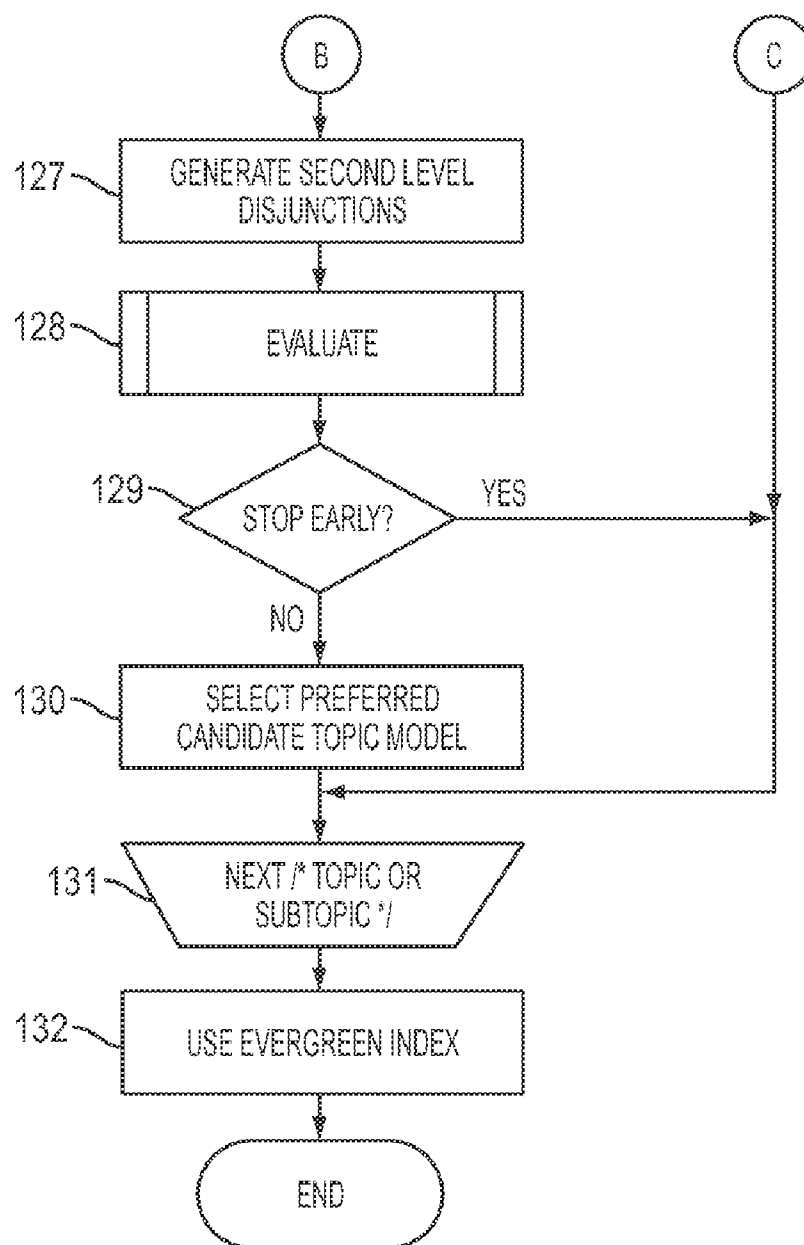 B
C
127
GENERATE SECOND LEVEL
DISJUNCTIONS
128
EVALUATE
129
STOP EARLY?
YES
NO
130
SELECT PREFERRED
CANDIDATE TOPIC MODEL
131
NEXT /* TOPIC OR
SUBTOPIC */
132
USE EVERGREEN INDEX
END